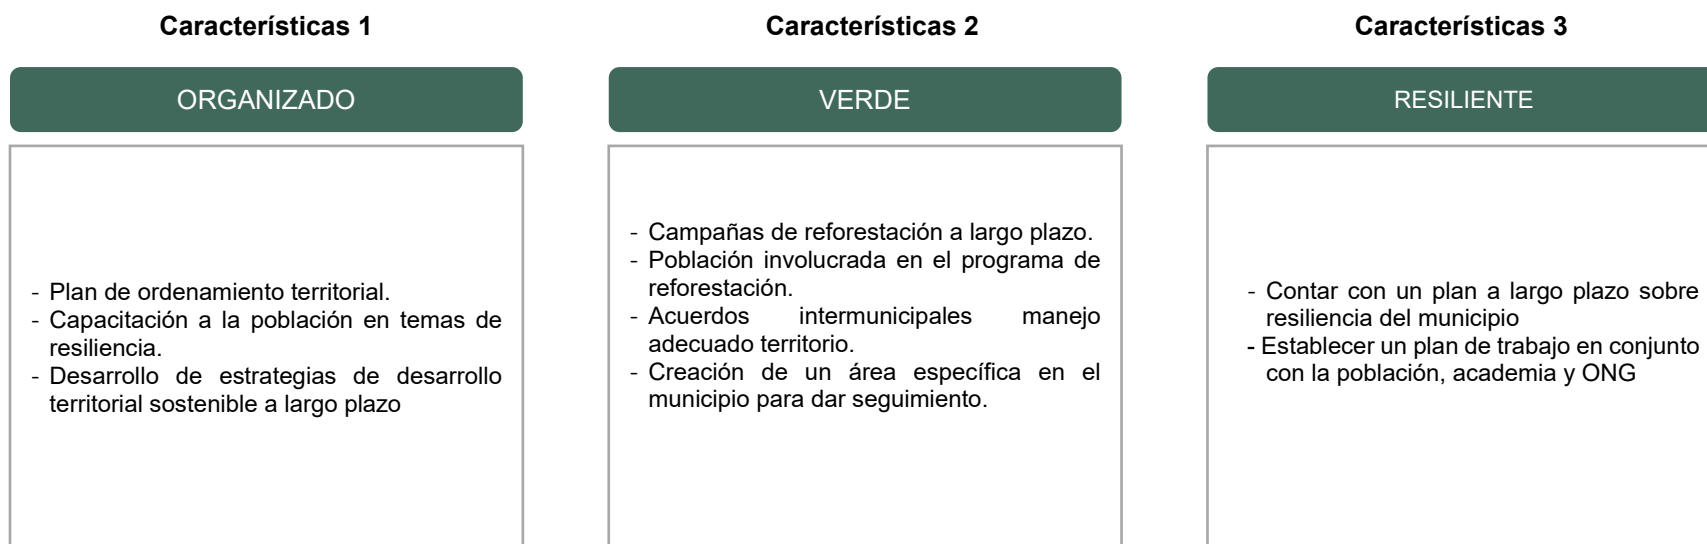 Características 1
ORGANIZADO
- Plan de ordenamiento territorial.
- Capacitación a la población en temas de
resiliencia.
- Desarrollo de estrategias de desarrollo
territorial sostenible a largo plazo
Características 2
VERDE
- Campañas de reforestación a largo plazo.
- Población involucrada en el programa de
reforestación.
- Acuerdos intermunicipales manejo
adecuado territorio.
- Creación de un área específica en el
municipio para dar seguimiento.
Características 3
RESILIENTE
- Contar con un plan a largo plazo sobre
resiliencia del municipio
- Establecer un plan de trabajo en conjunto
con la población, academia y ONG